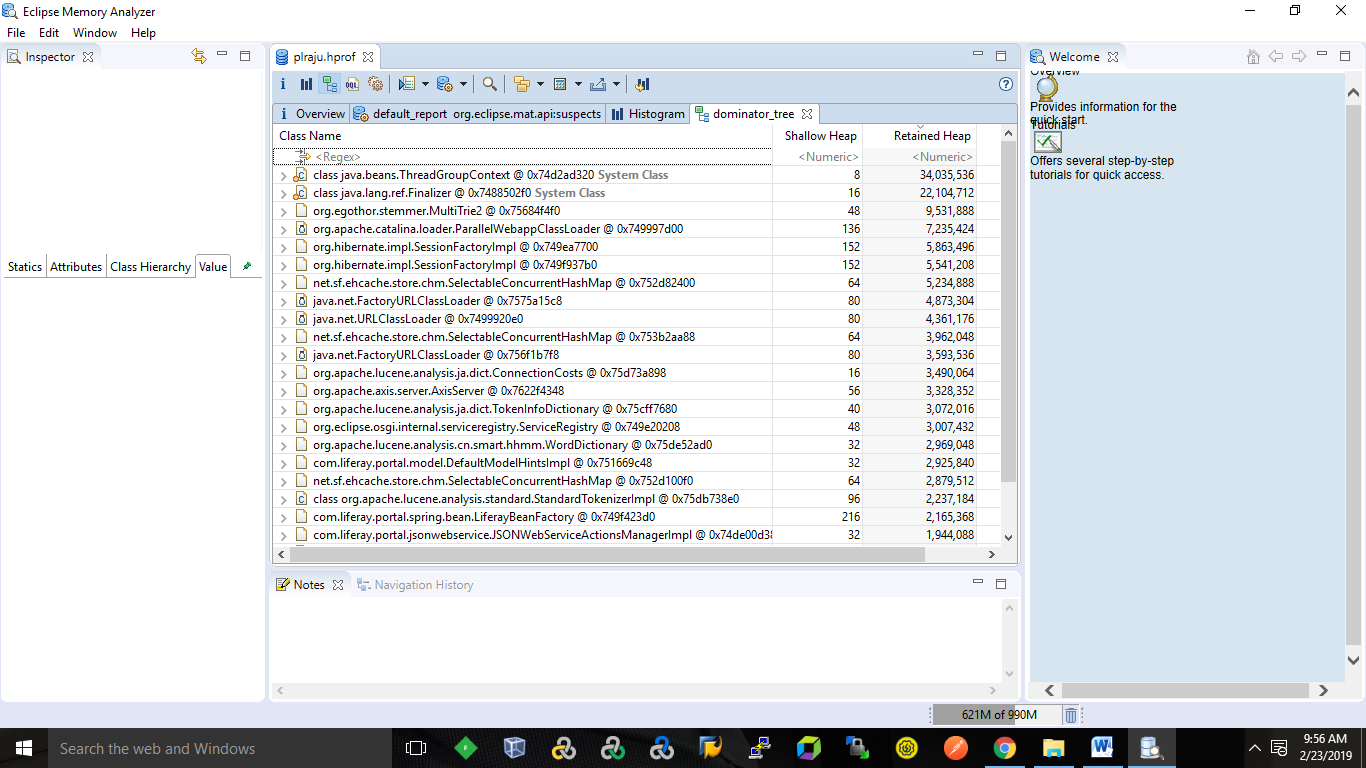 Eclipse Memory Analyzer
File Edit Window Help
Inspector
Statics Attributes Class Hierarchy Value
plraju.hprof
i OQL
i Overview default_report org.eclipse.mat.api:suspects Histogram dominator_tree
Class Name Shallow Heap Retained Heap
<Regex> <Numeric> <Numeric>
class java.beans.ThreadGroupContext @ 0x74d2ad320 System Class 8 34,035,536
class java.lang.ref.Finalizer @ 0x7488502f0 System Class 16 22,104,712
org.egothor.stemmer.MultiTrie2 @ 0x75684f4f0 48 9,531,888
org.apache.catalina.loader.ParallelWebappClassLoader @ 0x749997d00 136 7,235,424
org.hibernate.impl.SessionFactoryImpl @ 0x749ea7700 152 5,863,496
org.hibernate.impl.SessionFactoryImpl @ 0x749f937b0 152 5,541,208
net.sf.ehcache.store.chm.SelectableConcurrentHashMap @ 0x752d82400 64 5,234,888
java.net.FactoryURLClassLoader @ 0x7575a15c8 80 4,873,304
java.net.URLClassLoader @ 0x7499920e0 80 4,361,176
net.sf.ehcache.store.chm.SelectableConcurrentHashMap @ 0x753b2aa88 64 3,962,048
java.net.FactoryURLClassLoader @ 0x756f1b7f8 80 3,593,536
org.apache.lucene.analysis.ja.dict.ConnectionCosts @ 0x75d73a898 16 3,490,064
org.apache.axis.server.AxisServer @ 0x7622f4348 56 3,328,352
org.apache.lucene.analysis.ja.dict.TokenInfoDictionary @ 0x75cff7680 40 3,072,016
org.eclipse.osgi.internal.serviceregistry.ServiceRegistry @ 0x749e20208 48 3,007,432
org.apache.lucene.analysis.cn.smart.hhmm.WordDictionary @ 0x75de52ad0 32 2,969,048
com.liferay.portal.model.DefaultModelHintsImpl @ 0x751669c48 32 2,925,840
net.sf.ehcache.store.chm.SelectableConcurrentHashMap @ 0x752d100f0 64 2,879,512
class org.apache.lucene.analysis.standard.StandardTokenizerImpl @ 0x75db738e0 96 2,237,184
com.liferay.portal.spring.bean.LiferayBeanFactory @ 0x749f423d0 216 2,165,368
com.liferay.portal.jsonwebservice.JSONWebServiceActionsManagerImpl @ 0x74de00d38 32 1,944,088
Notes Navigation History
Welcome
Overview
Provides information for the
quick start.
Tutorials
Offers several step-by-step
tutorials for quick access.
621M of 990M
Search the web and Windows
9:56 AM
2/23/2019